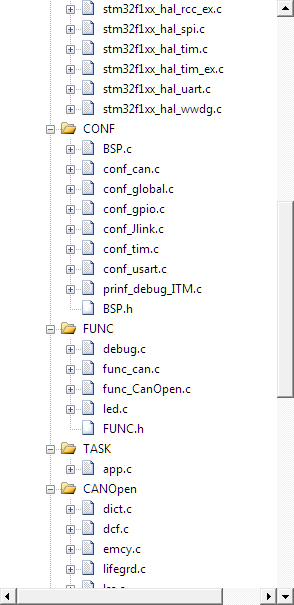 stm32f1xx_hal_rcc_ex.c
stm32f1xx_hal_spi.c
stm32f1xx_hal_tim.c
stm32f1xx_hal_tim_ex.c
stm32f1xx_hal_uart.c
stm32f1xx_hal_wwdg.c
CONF
BSP.c
conf_can.c
conf_global.c
conf_gpio.c
conf_Jlink.c
conf_tim.c
conf_usart.c
prinf_debug_ITM.c
BSP.h
FUNC
debug.c
func_can.c
func_CanOpen.c
led.c
FUNC.h
TASK
app.c
CANOpen
dict.c
dcf.c
emcy.c
lifegrd.c